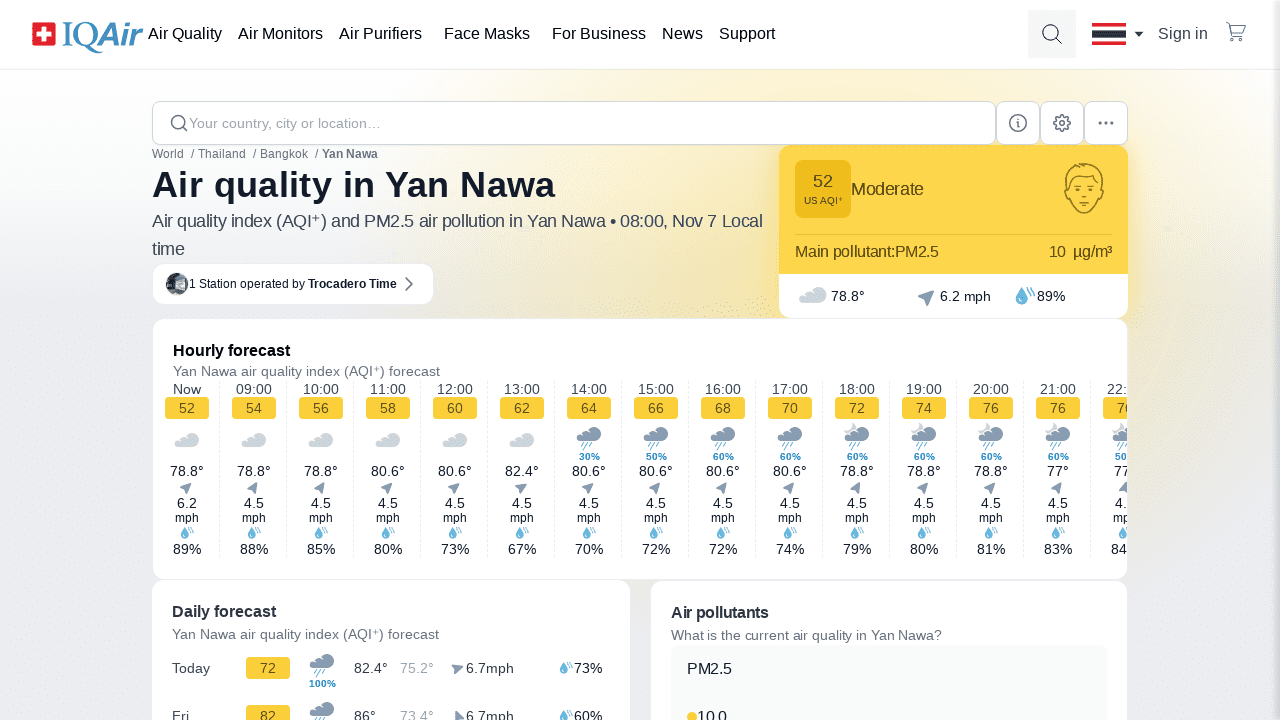 IQAir Air Quality Air Monitors Air Purifiers Face Masks For Business News Support Sign in
Your country, city or location…
World / Thailand / Bangkok / Yan Nawa
Air quality in Yan Nawa
Air quality index (AQI⁺) and PM2.5 air pollution in Yan Nawa • 08:00, Nov 7 Local
time
1 Station operated by Trocadero Time
52
US AQI⁺
Moderate
Main pollutant:PM2.5 10 µg/m³
78.8° 6.2 mph 89%
Hourly forecast
Yan Nawa air quality index (AQI⁺) forecast
Now 09:00 10:00 11:00 12:00 13:00 14:00 15:00 16:00 17:00 18:00 19:00 20:00 21:00
52 54 56 58 60 62 64 66 68 70 72 74 76 76
30% 50% 60% 60% 60% 60% 60% 60%
78.8° 78.8° 78.8° 80.6° 80.6° 82.4° 80.6° 80.6° 80.6° 80.6° 78.8° 78.8° 78.8° 77°
6.2 4.5 4.5 4.5 4.5 4.5 4.5 4.5 4.5 4.5 4.5 4.5 4.5 4.5
mph mph mph mph mph mph mph mph mph mph mph mph mph mph
89% 88% 85% 80% 73% 67% 70% 72% 72% 74% 79% 80% 81% 83%
Daily forecast
Yan Nawa air quality index (AQI⁺) forecast
Today 72 100% 82.4° 75.2° 6.7mph 73%
Fri 82 86° 73.4° 6.7mph 60%
Air pollutants
What is the current air quality in Yan Nawa?
PM2.5
10.0